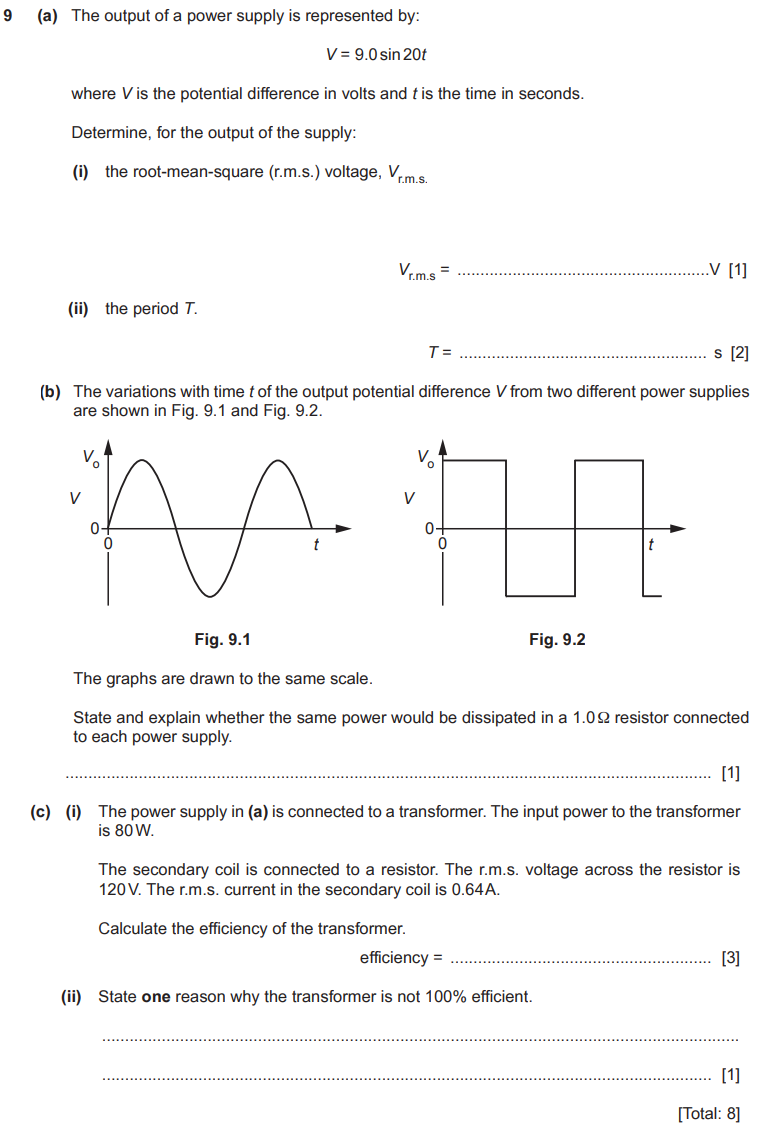 9 (a) The output of a power supply is represented by:
V = 9.0 sin 20t
where V is the potential difference in volts and t is the time in seconds.
Determine, for the output of the supply:
(i) the root-mean-square (r.m.s.) voltage, Vr.m.s.
Vr.m.s = ....................................................... V [1]
(ii) the period T.
T = ...................................................... s [2]
(b) The variations with time t of the output potential difference V from two different power supplies
are shown in Fig. 9.1 and Fig. 9.2.
Vo
V
0
0
t
Fig. 9.1
Vo
V
0
0
t
Fig. 9.2
The graphs are drawn to the same scale.
State and explain whether the same power would be dissipated in a 1.0Ω resistor connected
to each power supply.
.............................................................................................................................................. [1]
(c) (i) The power supply in (a) is connected to a transformer. The input power to the transformer
is 80W.
The secondary coil is connected to a resistor. The r.m.s. voltage across the resistor is
120V. The r.m.s. current in the secondary coil is 0.64A.
Calculate the efficiency of the transformer.
efficiency = ......................................................... [3]
(ii) State one reason why the transformer is not 100% efficient.
..............................................................................................................................................
....................................................................................................................................... [1]
[Total: 8]